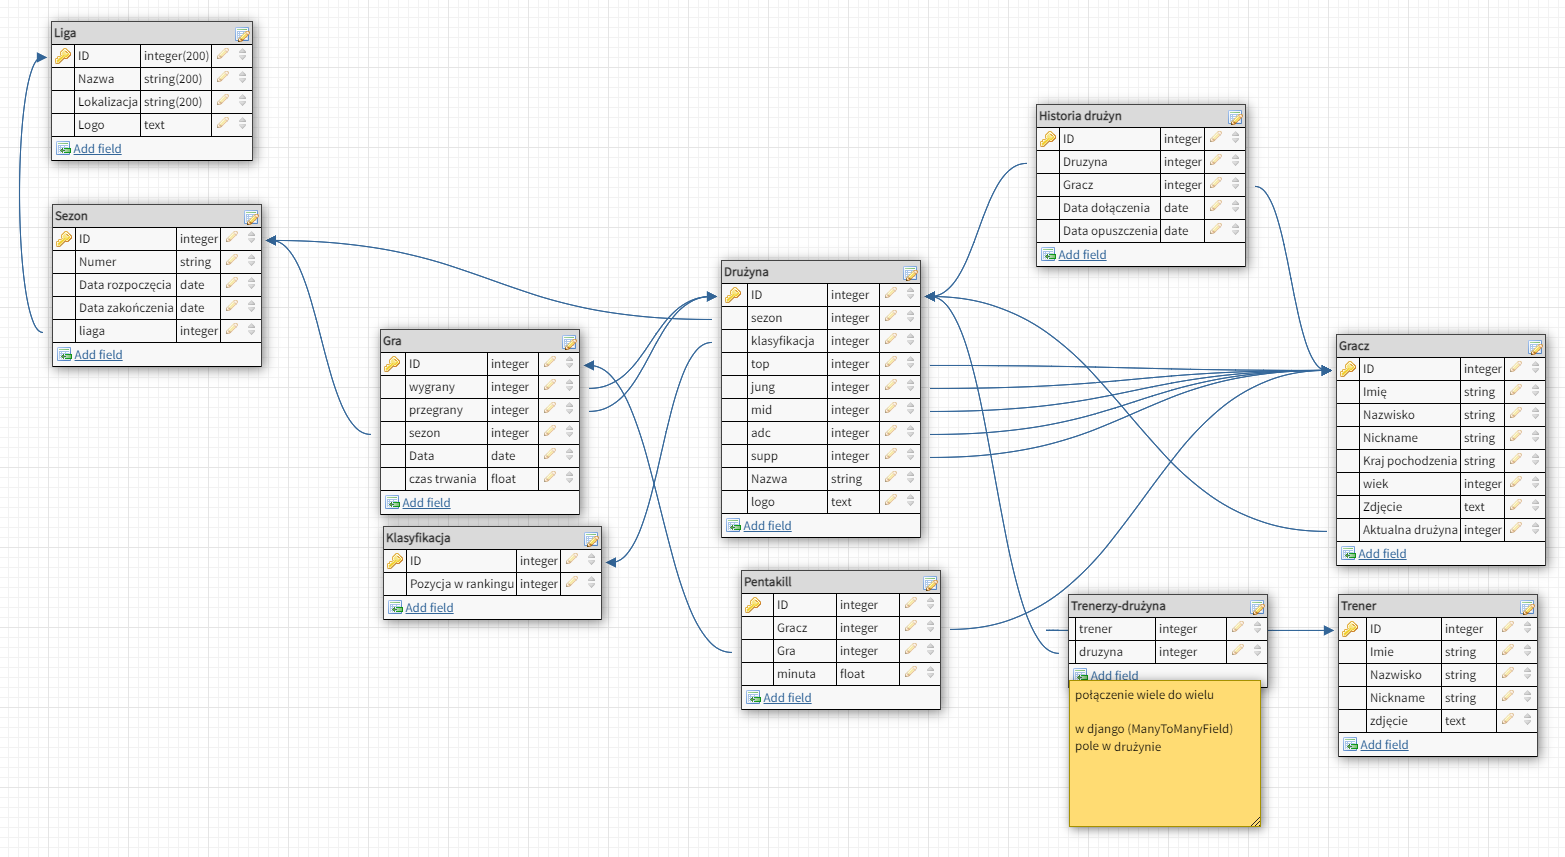 Liga
ID integer(200)
Nazwa string(200)
Lokalizacja string(200)
Logo text
Add field
Sezon
ID integer
Numer string
Data rozpoczęcia date
Data zakończenia date
liaga integer
Add field
Gra
ID integer
wygrany integer
przegrany integer
sezon integer
Data date
czas trwania float
Add field
Klasyfikacja
ID integer
Pozycja w rankingu integer
Add field
Drużyna
ID integer
sezon integer
klasyfikacja integer
top integer
jung integer
mid integer
adc integer
supp integer
Nazwa string
logo text
Add field
Pentakill
ID integer
Gracz integer
Gra integer
minuta float
Add field
Historia drużyn
ID integer
Druzyna integer
Gracz integer
Data dołączenia date
Data opuszczenia date
Add field
Gracz
ID integer
Imię string
Nazwisko string
Nickname string
Kraj pochodzenia string
wiek integer
Zdjęcie text
Aktualna drużyna integer
Add field
Trenerzy-drużyna
trener integer
druzyna integer
Add field
połączenie wiele do wielu
w django (ManyToManyField)
pole w drużynie
Trener
ID integer
Imie string
Nazwisko string
Nickname string
zdjęcie text
Add field